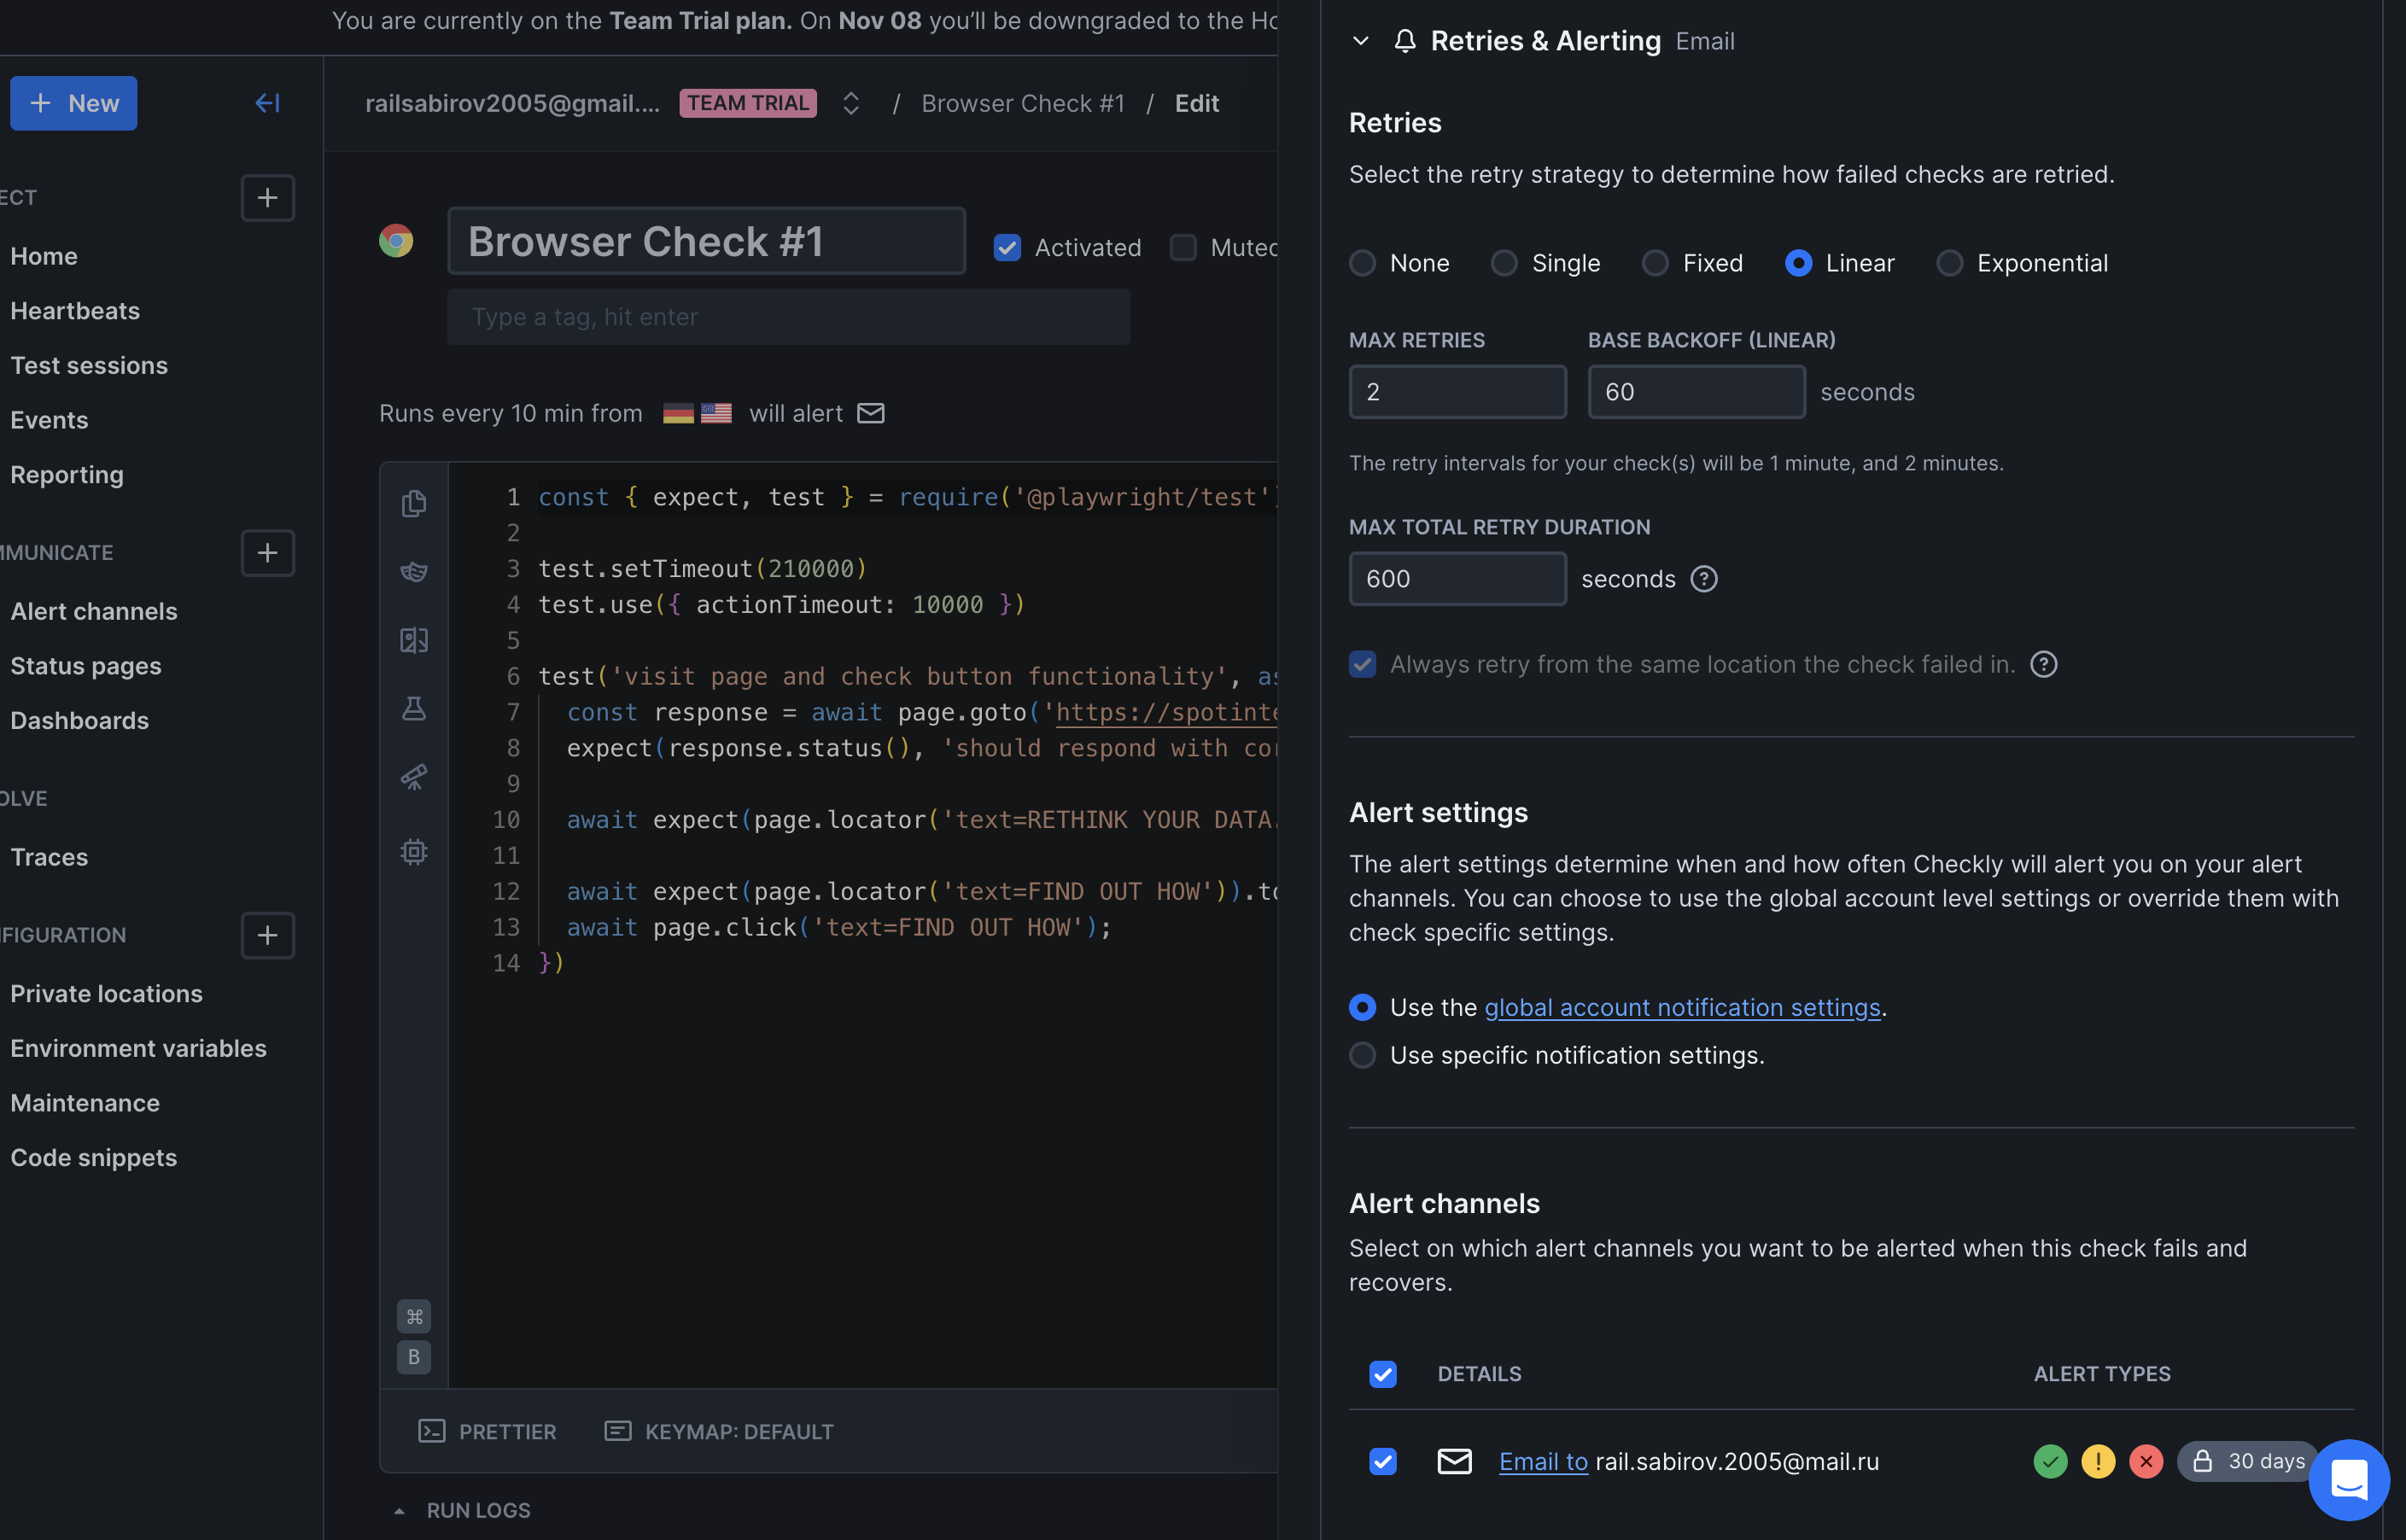 You are currently on the Team Trial plan. On Nov 08 you'll be downgraded to the Ho
New
railsabirov2005@gmail.... TEAM TRIAL / Browser Check #1 / Edit
ECT
Home
Heartbeats
Test sessions
Events
Reporting
MMUNICATE
Alert channels
Status pages
Dashboards
OLVE
Traces
NFIGURATION
Private locations
Environment variables
Maintenance
Code snippets
Browser Check #1
Activated Muted
Type a tag, hit enter
Runs every 10 min from will alert
1 const { expect, test } = require('@playwright/test')
2
3 test.setTimeout(210000)
4 test.use({ actionTimeout: 10000 })
5
6 test('visit page and check button functionality', as
7 const response = await page.goto('https://spotinte
8 expect(response.status(), 'should respond with cor
9
10 await expect(page.locator('text=RETHINK YOUR DATA.
11
12 await expect(page.locator('text=FIND OUT HOW')).to
13 await page.click('text=FIND OUT HOW');
14 })
⌘
B
PRETTIER KEYMAP: DEFAULT
RUN LOGS
Retries & Alerting Email
Retries
Select the retry strategy to determine how failed checks are retried.
None Single Fixed Linear Exponential
MAX RETRIES BASE BACKOFF (LINEAR)
2 60 seconds
The retry intervals for your check(s) will be 1 minute, and 2 minutes.
MAX TOTAL RETRY DURATION
600 seconds ?
Always retry from the same location the check failed in. ?
Alert settings
The alert settings determine when and how often Checkly will alert you on your alert
channels. You can choose to use the global account level settings or override them with
check specific settings.
Use the global account notification settings.
Use specific notification settings.
Alert channels
Select on which alert channels you want to be alerted when this check fails and
recovers.
DETAILS ALERT TYPES
Email to rail.sabirov.2005@mail.ru 30 days